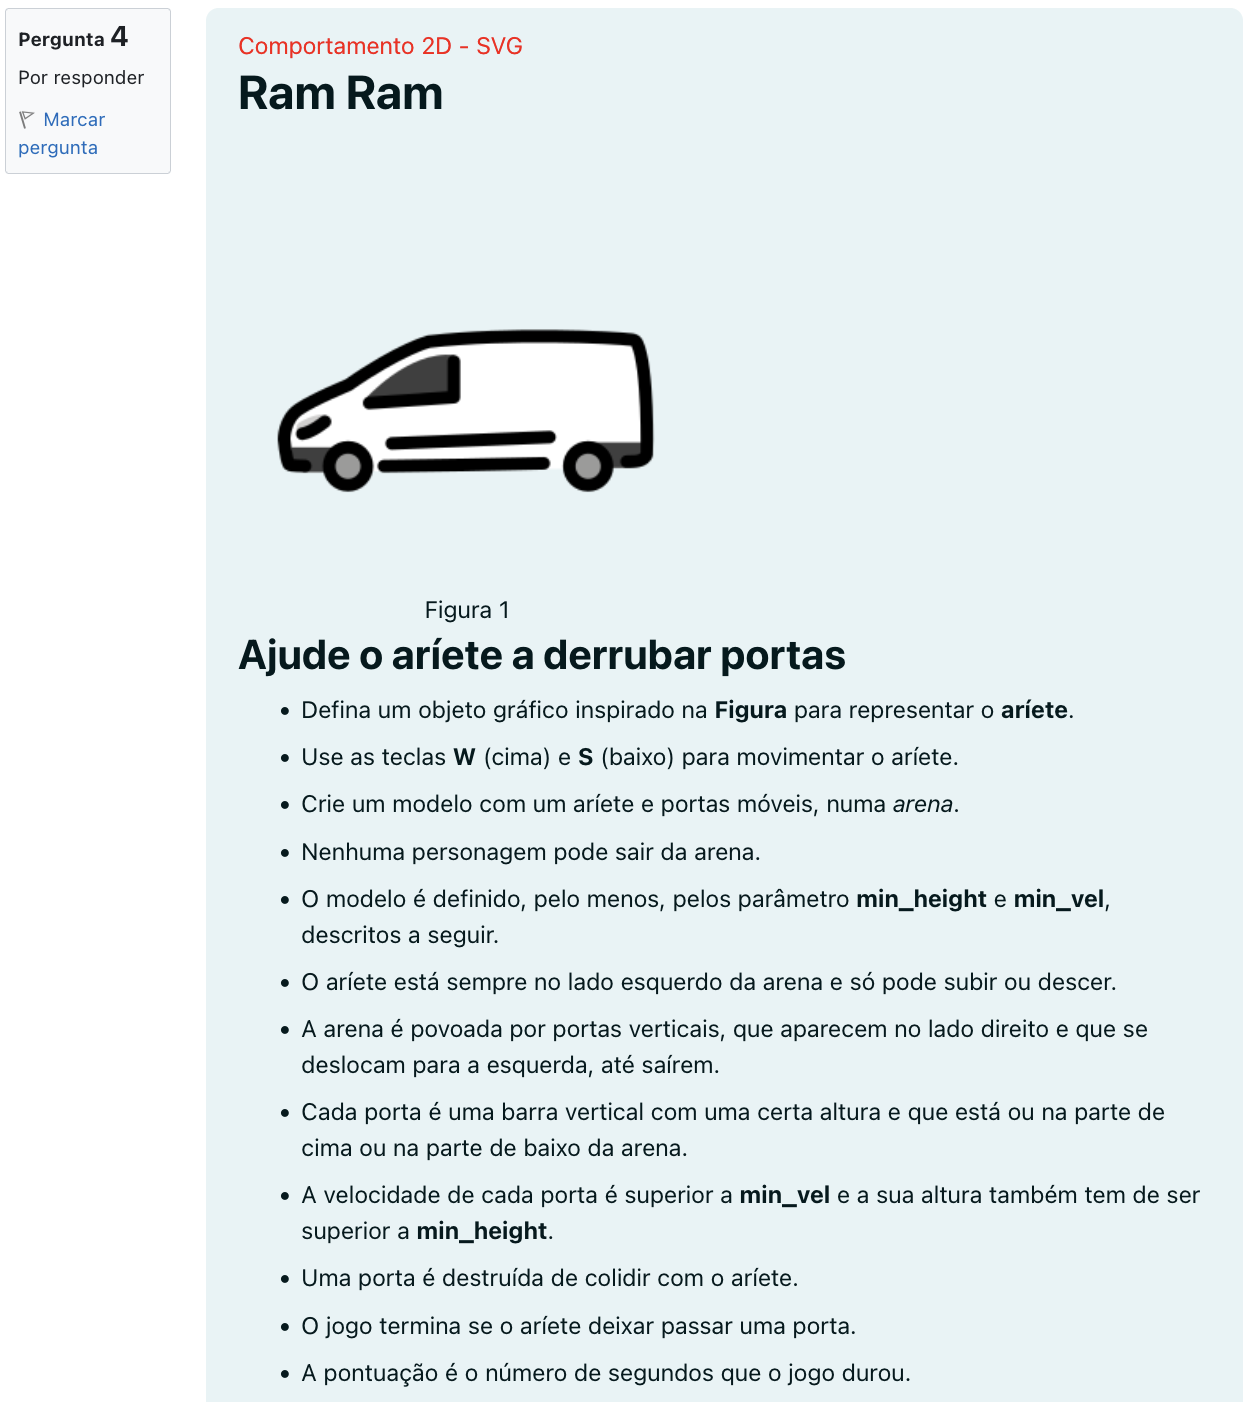 Pergunta 4
Por responder
Marcar
pergunta
Comportamento 2D - SVG
Ram Ram
Figura 1
Ajude o aríete a derrubar portas
• Defina um objeto gráfico inspirado na Figura para representar o aríete.
• Use as teclas W (cima) e S (baixo) para movimentar o aríete.
• Crie um modelo com um aríete e portas móveis, numa arena.
• Nenhuma personagem pode sair da arena.
• O modelo é definido, pelo menos, pelos parâmetro min_height e min_vel,
descritos a seguir.
• O aríete está sempre no lado esquerdo da arena e só pode subir ou descer.
• A arena é povoada por portas verticais, que aparecem no lado direito e que se
deslocam para a esquerda, até saírem.
• Cada porta é uma barra vertical com uma certa altura e que está ou na parte de
cima ou na parte de baixo da arena.
• A velocidade de cada porta é superior a min_vel e a sua altura também tem de ser
superior a min_height.
• Uma porta é destruída de colidir com o aríete.
• O jogo termina se o aríete deixar passar uma porta.
• A pontuação é o número de segundos que o jogo durou.